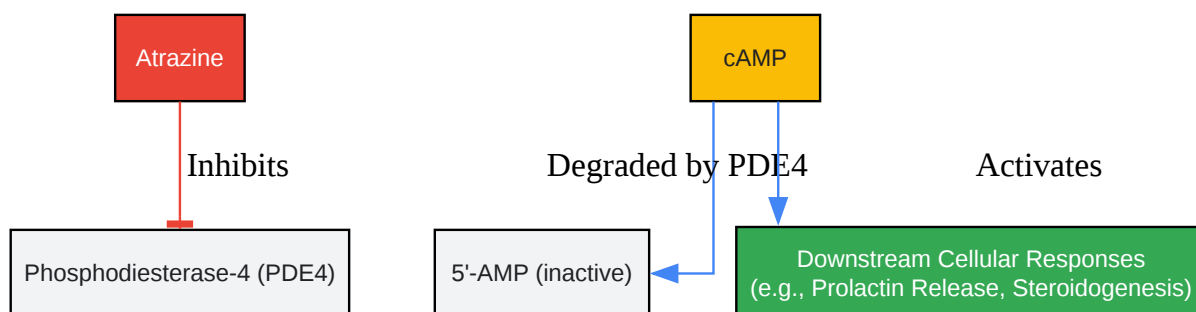 Atrazine
cAMP
Inhibits
Degraded by PDE4
Activates
Phosphodiesterase-4 (PDE4)
5'-AMP (inactive)
Downstream Cellular Responses
(e.g., Prolactin Release, Steroidogenesis)